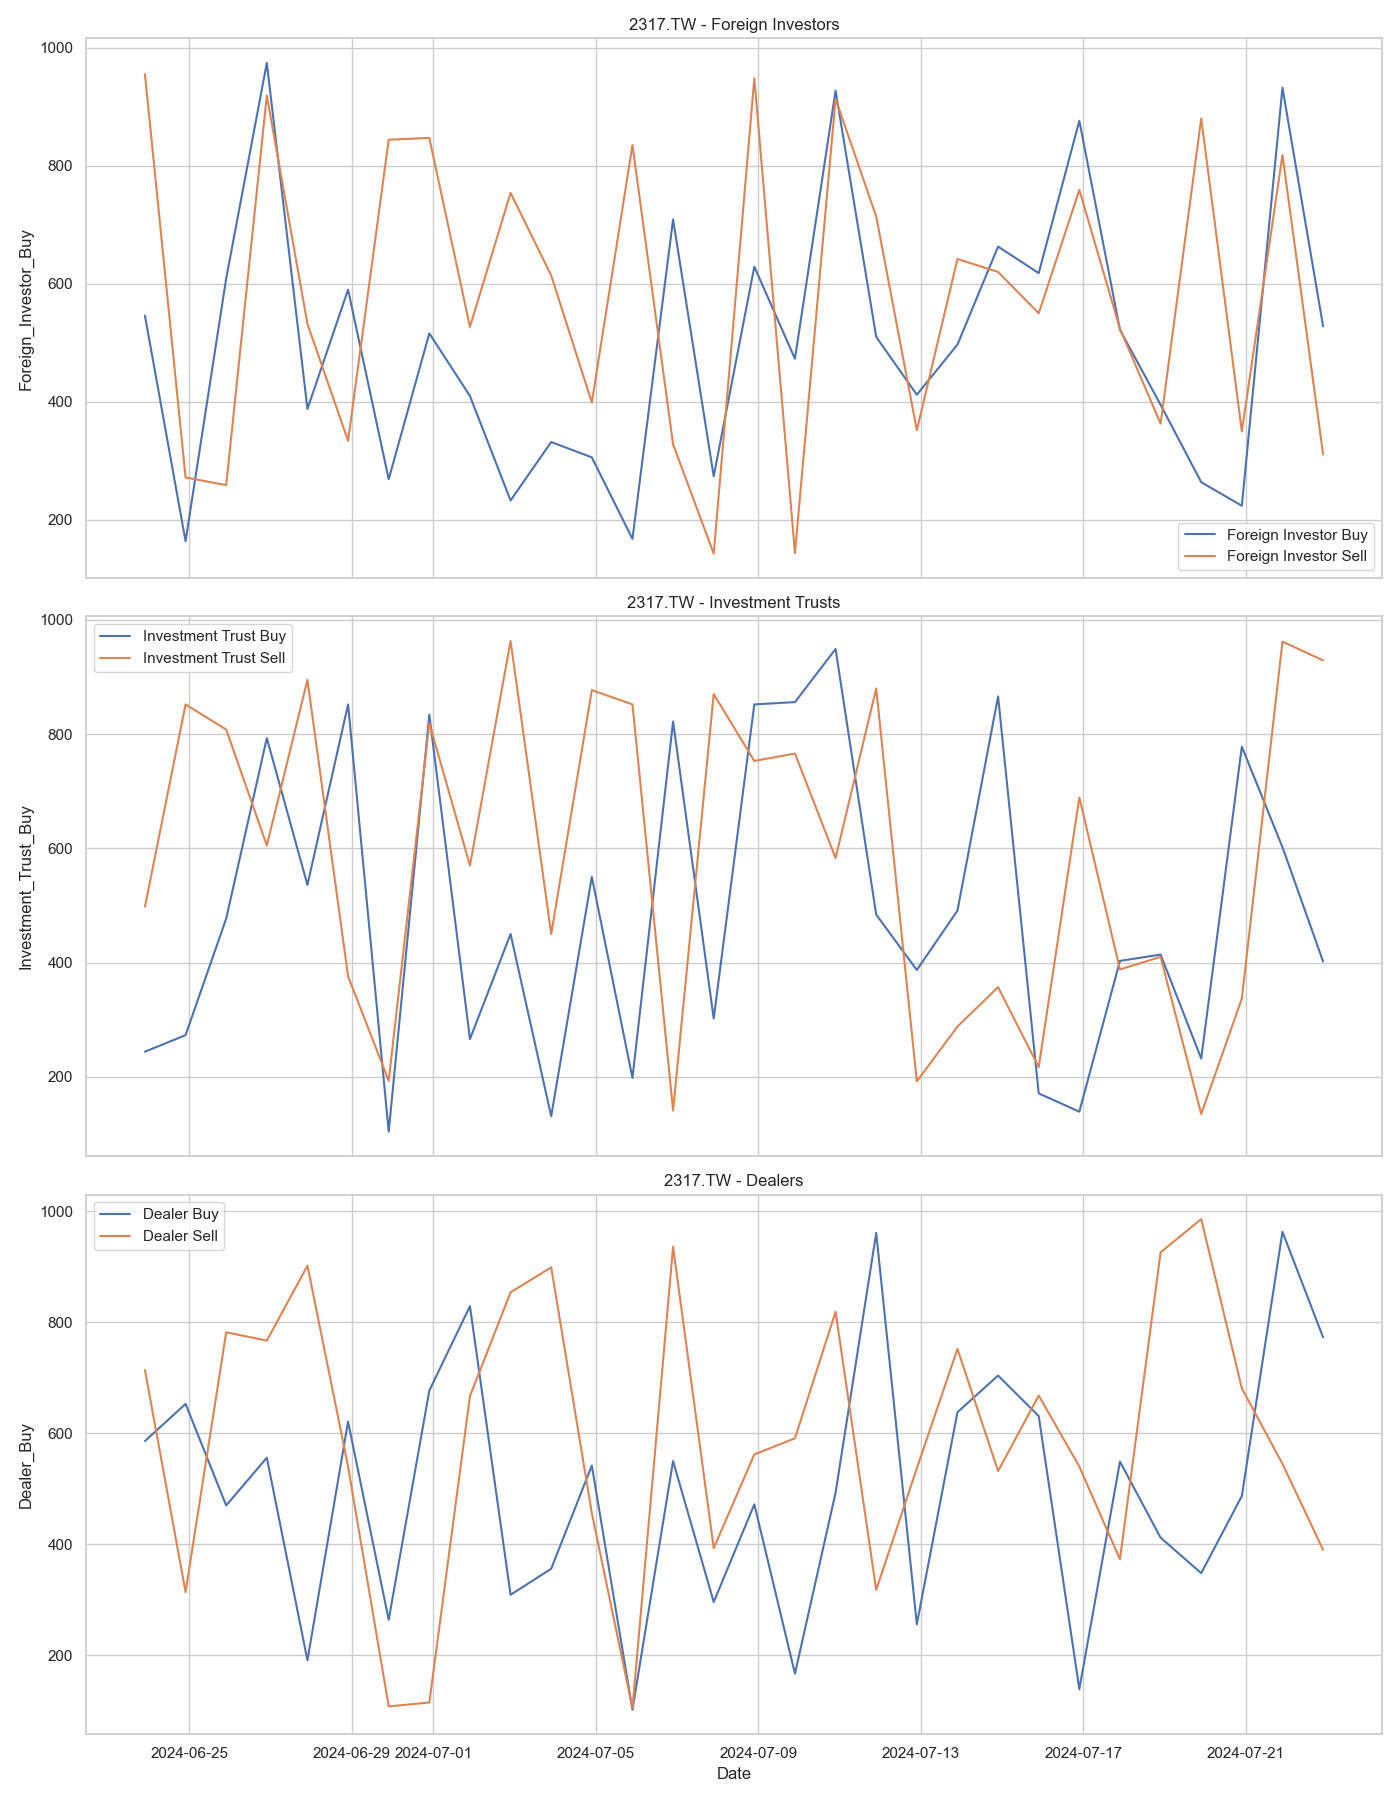 2317.TW - Foreign Investors
Foreign_Investor_Buy
1000
800
600
400
200
Foreign Investor Buy
Foreign Investor Sell
2317.TW - Investment Trusts
Investment_Trust_Buy
1000
800
600
400
200
Investment Trust Buy
Investment Trust Sell
2317.TW - Dealers
Dealer_Buy
1000
800
600
400
200
Dealer Buy
Dealer Sell
2024-06-25 2024-06-29 2024-07-01 2024-07-05 2024-07-09 2024-07-13 2024-07-17 2024-07-21
Date